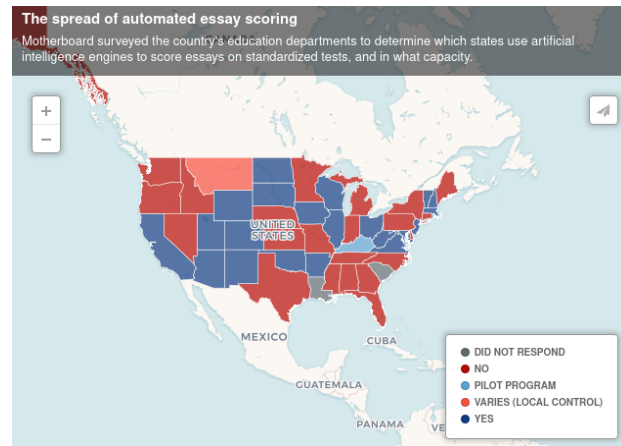 The spread of automated essay scoring
Motherboard surveyed the country's education departments to determine which states use artificial
intelligence engines to score essays on standardized tests, and in what capacity.
CANADA
+
−
UNITED
STATES
MEXICO
CUBA
GUATEMALA
PANAMA
VE
DID NOT RESPOND
NO
PILOT PROGRAM
VARIES (LOCAL CONTROL)
YES